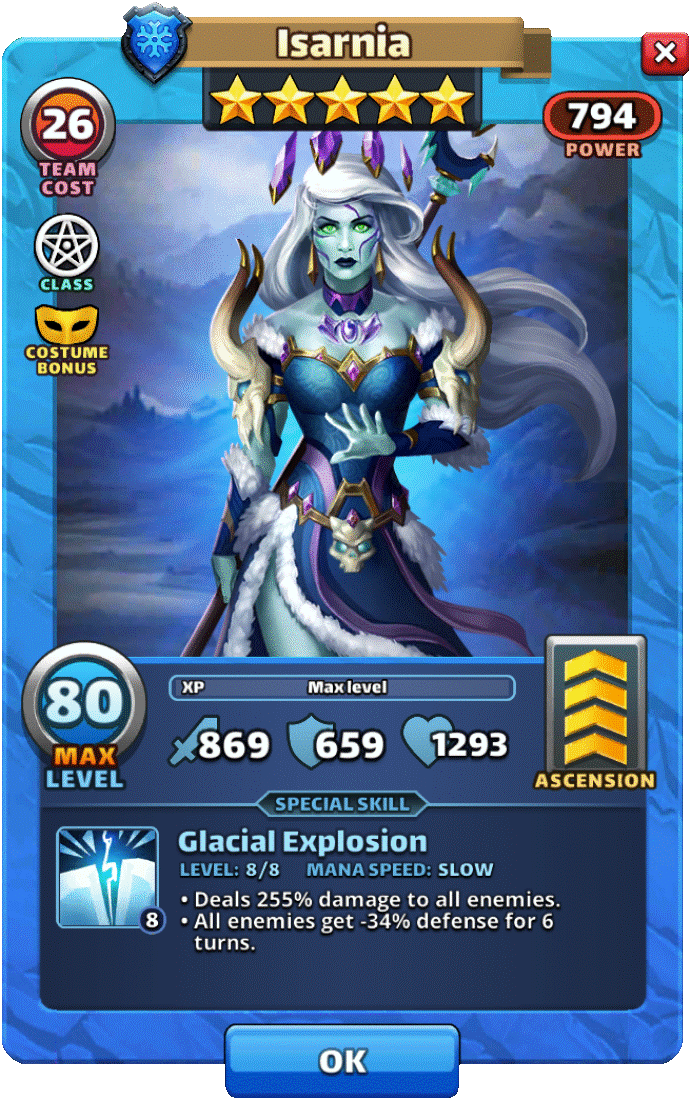 Isarnia
26
TEAM
COST
794
POWER
CLASS
COSTUME
BONUS
80
MAX
LEVEL
XP Max level
869 659 1293
ASCENSION
SPECIAL SKILL
Glacial Explosion
LEVEL: 8/8 MANA SPEED: SLOW
8
• Deals 255% damage to all enemies.
• All enemies get -34% defense for 6
turns.
OK